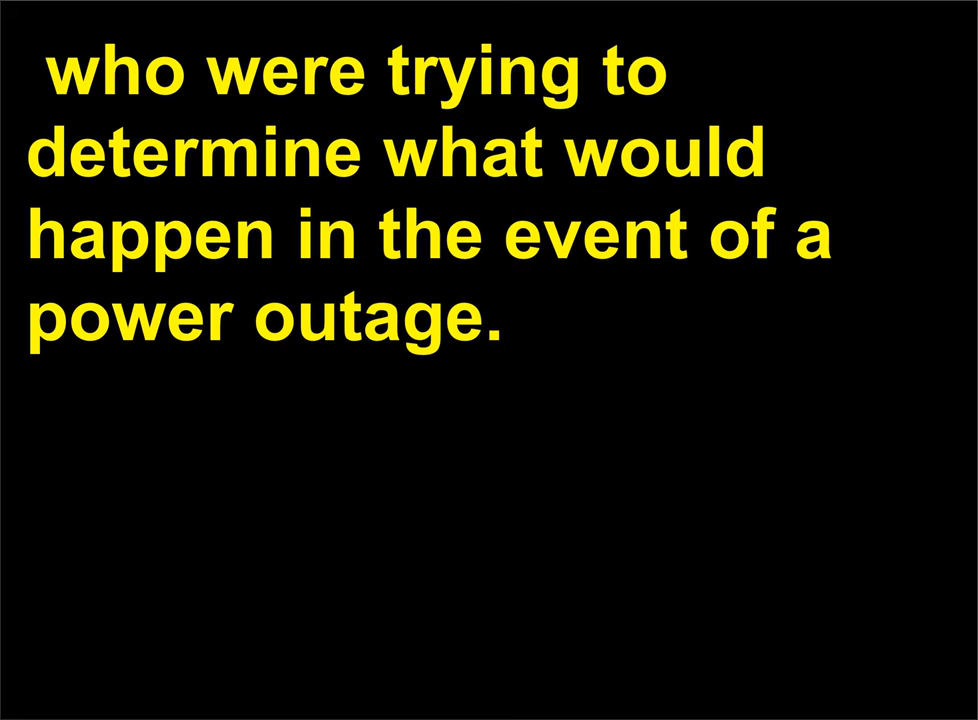 who were trying to
determine what would
happen in the event of a
power outage.